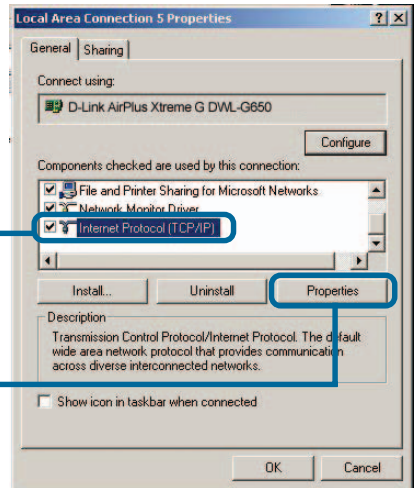 Local Area Connection 5 Properties
General Sharing
Connect using:
D-Link AirPlus Xtreme G DWL-G650
Configure
Components checked are used by this connection:
File and Printer Sharing for Microsoft Networks
Network Monitor Driver
Internet Protocol (TCP/IP)
Install... Uninstall Properties
Description
Transmission Control Protocol/Internet Protocol. The default
wide area network protocol that provides communication
across diverse interconnected networks.
Show icon in taskbar when connected
OK Cancel